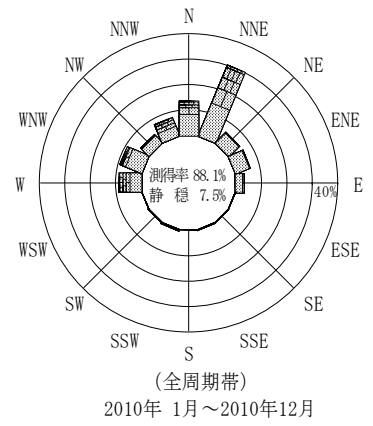 N
NNW NNE
NW NE
WNW ENE
測得率 88.1%
W 40% E
静 穏 7.5%
WSW ESE
SW SE
SSW SSE
S
(全周期帯)
2010年 1月～2010年12月